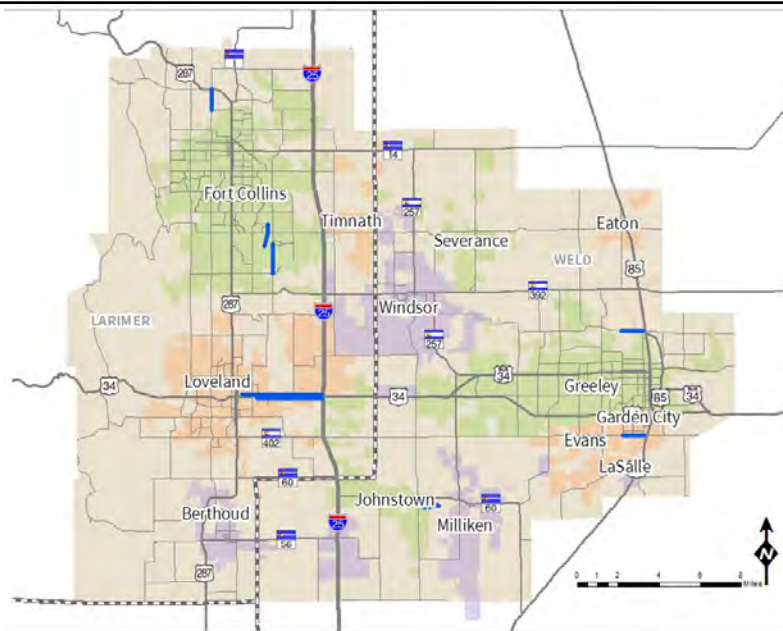 287
25
14
Fort Collins
257
Timnath
Eaton
Severance
WELD
85
392
287
25
LARIMER
Windsor
257
34
Loveland
34
34
Greeley
85
34
Garden City
402
Evans
LaSalle
60
Johnstown
60
Berthoud
25
Milliken
56
287
N
0 1 2 4 6 8
Miles